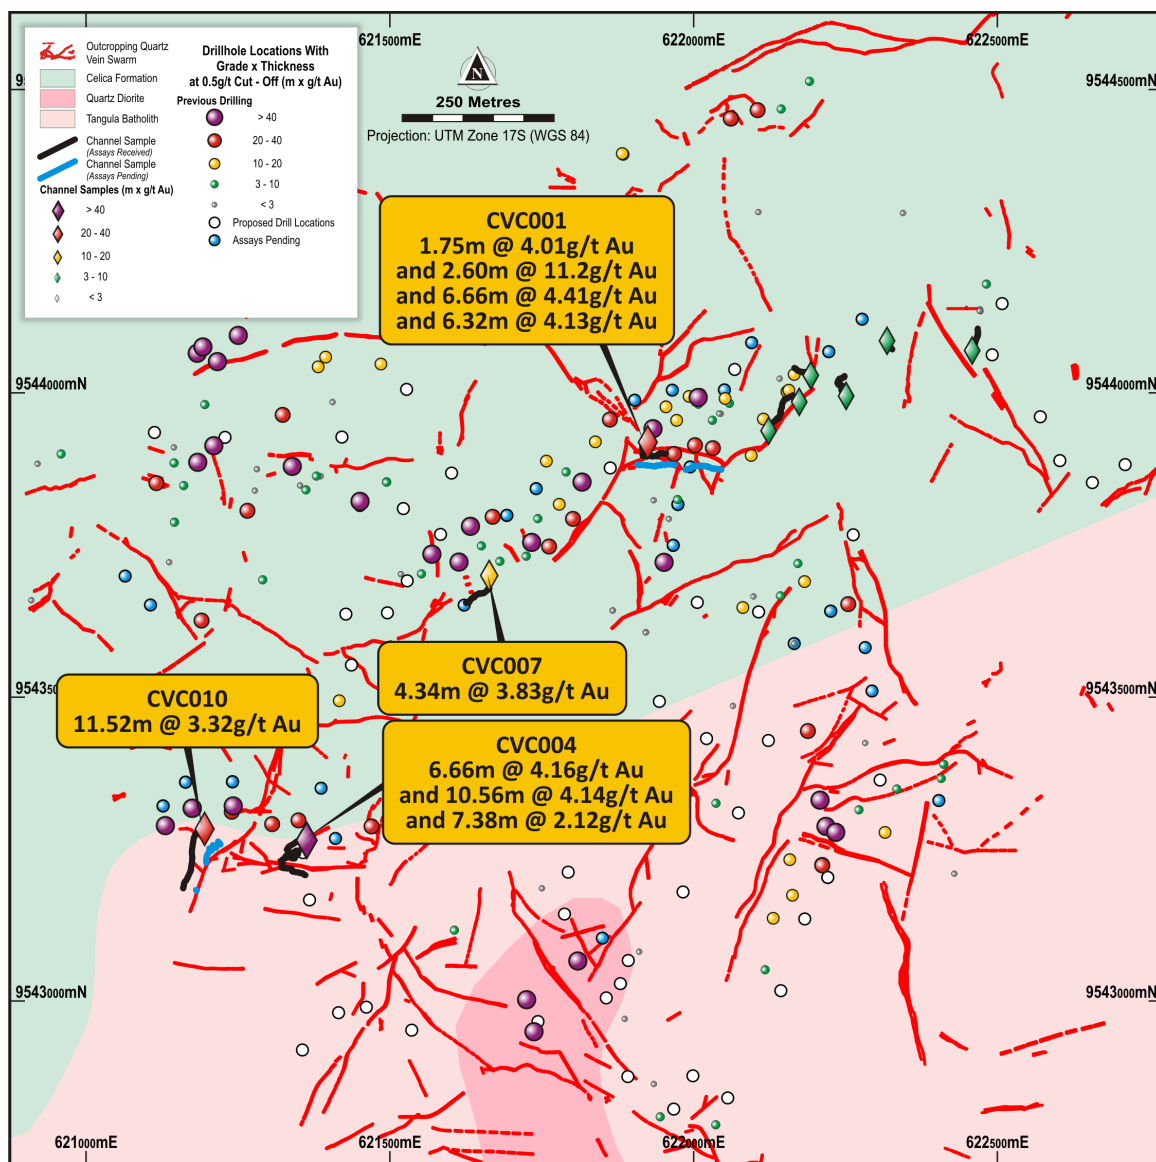 621500mE
622000mE
622500mE
Outcropping Quartz
Vein Swarm
Celica Formation
Quartz Diorite
Tangula Batholith
Channel Sample
(Assays Received)
Channel Sample
(Assays Pending)
Channel Samples (m x g/t Au)
> 40
20 - 40
10 - 20
3 - 10
< 3
Drillhole Locations With
Grade x Thickness
at 0.5g/t Cut - Off (m x g/t Au)
Previous Drilling
> 40
20 - 40
10 - 20
3 - 10
< 3
Proposed Drill Locations
Assays Pending
N
250 Metres
Projection: UTM Zone 17S (WGS 84)
9544500mN
CVC001
1.75m @ 4.01g/t Au
and 2.60m @ 11.2g/t Au
and 6.66m @ 4.41g/t Au
and 6.32m @ 4.13g/t Au
9544000mN
9544000mN
CVC007
4.34m @ 3.83g/t Au
CVC010
11.52m @ 3.32g/t Au
9543500mN
CVC004
6.66m @ 4.16g/t Au
and 10.56m @ 4.14g/t Au
and 7.38m @ 2.12g/t Au
9543000mN
9543000mN
621000mE
621500mE
622000mE
622500mE